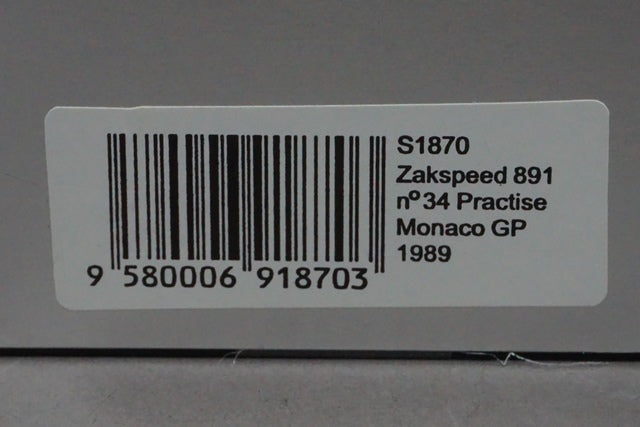 S1870
Zakspeed 891
nº34 Practise
Monaco GP
1989
9 580006 918703